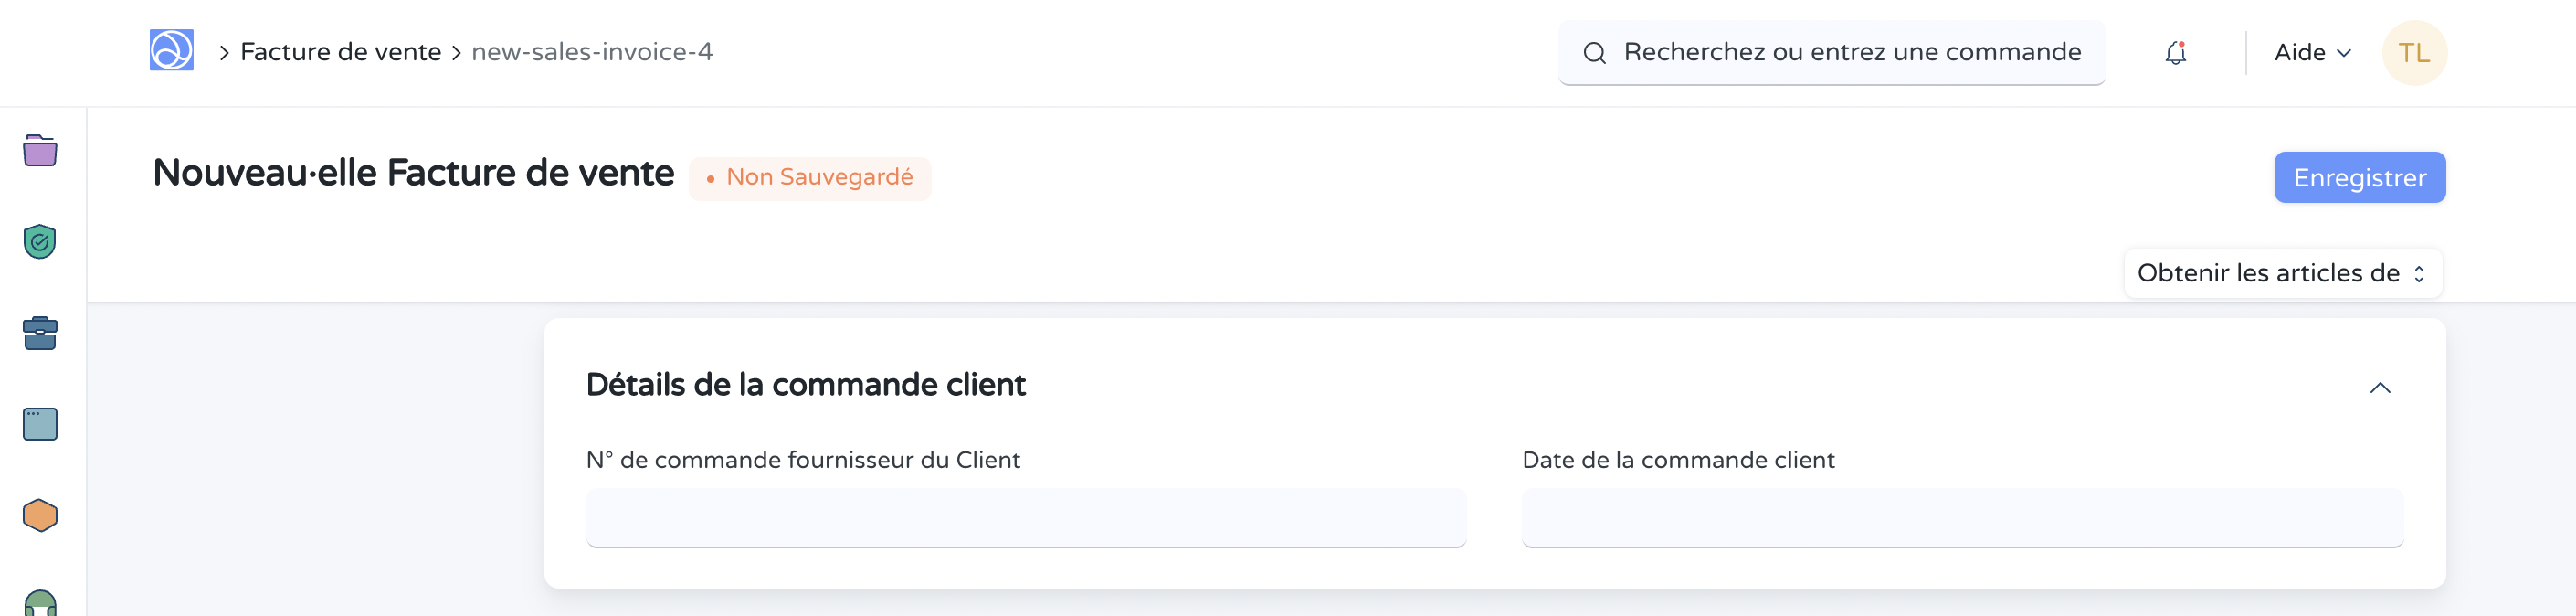 Facture de vente > new-sales-invoice-4
Recherchez ou entrez une commande
Aide
TL
Nouveau·elle Facture de vente
Non Sauvegardé
Enregistrer
Obtenir les articles de
Détails de la commande client
N° de commande fournisseur du Client
Date de la commande client